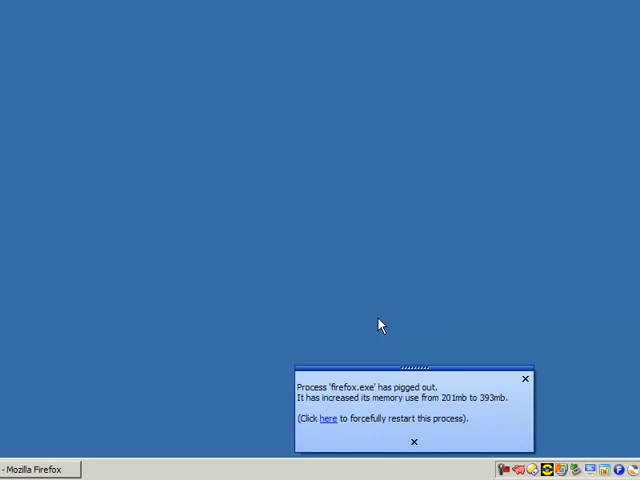 Process 'firefox.exe' has pigged out.
It has increased its memory use from 201mb to 393mb.
(Click here to forcefully restart this process).
- Mozilla Firefox